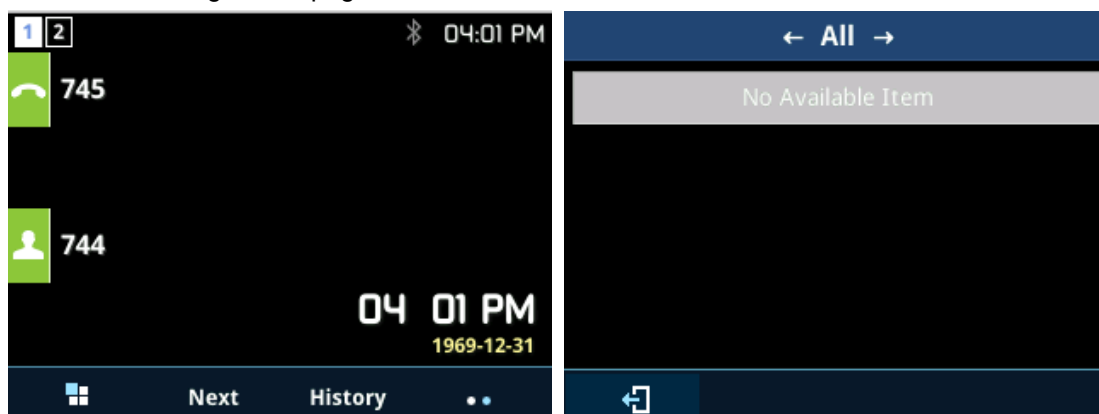 1 2 04:01 PM
745
744
04 01 PM
1969-12-31
Next History
← All →
No Available Item